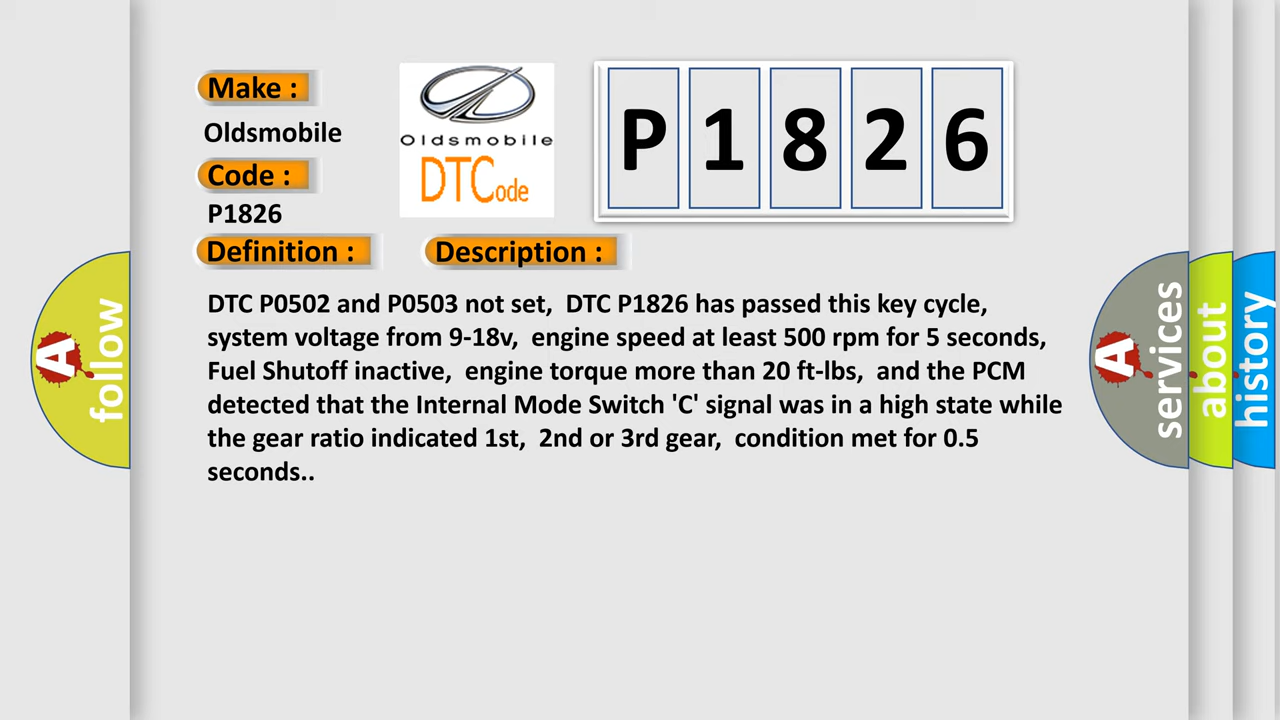 Make :
Oldsmobile
Code :
P1826
Oldsmobile
DTCode
P1826
Definition :
Description :
DTC P0502 and P0503 not set,  DTC P1826 has passed this key cycle,
system voltage from 9-18v,  engine speed at least 500 rpm for 5 seconds,
Fuel Shutoff inactive,  engine torque more than 20 ft-lbs,  and the PCM
detected that the Internal Mode Switch 'C' signal was in a high state while
the gear ratio indicated 1st,  2nd or 3rd gear,  condition met for 0.5
seconds..
A follow
A services
about
history